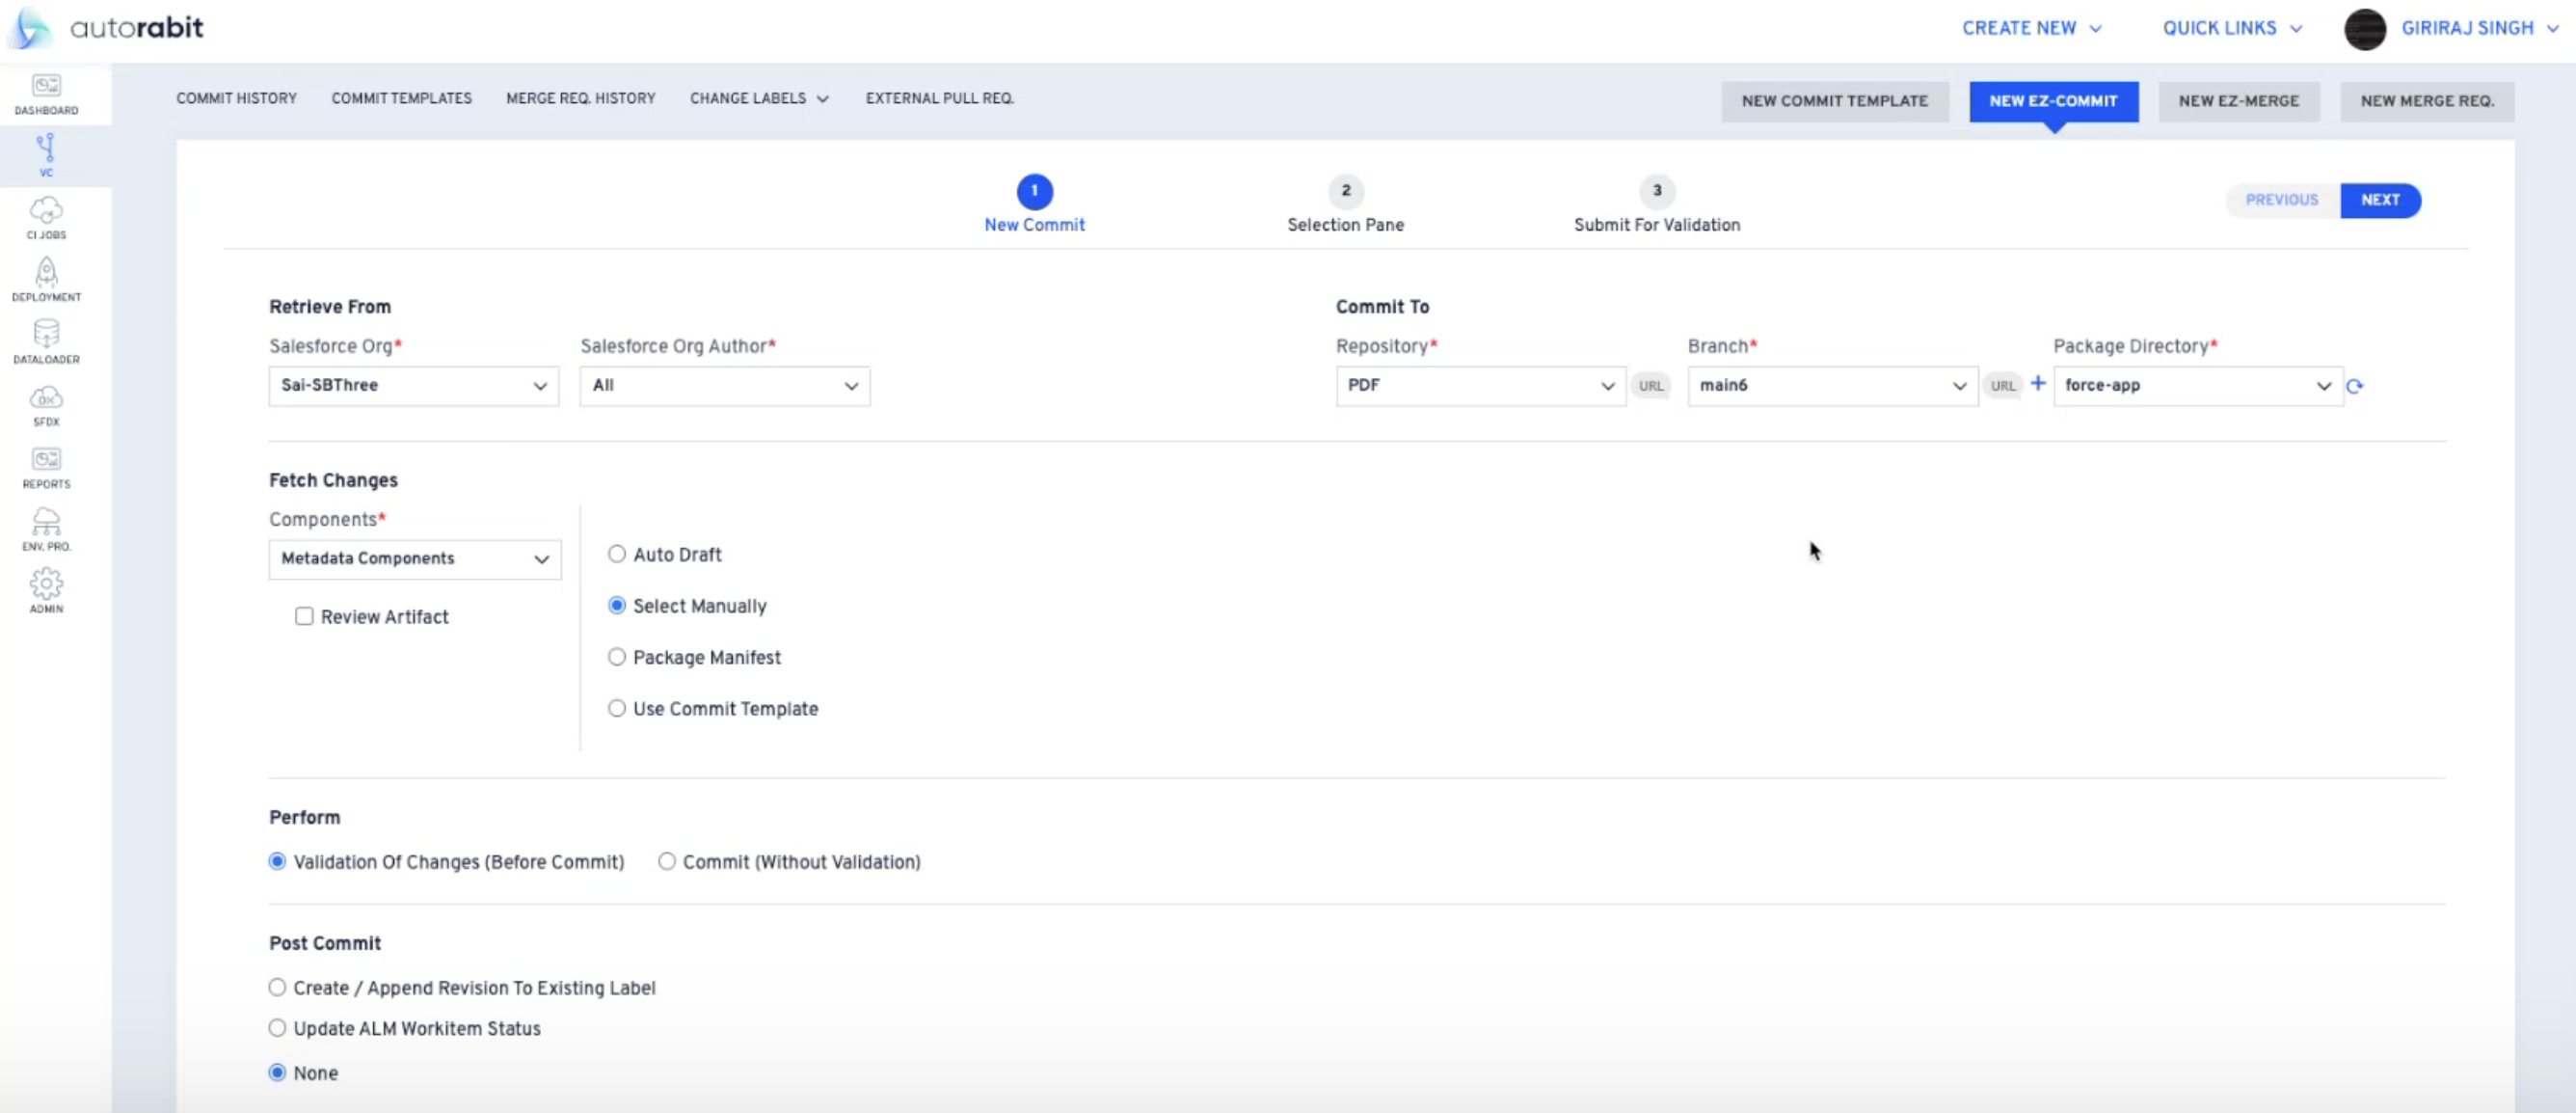 autorabit
CREATE NEW
QUICK LINKS
GIRIRAJ SINGH
DASHBOARD
VC
CI JOBS
DEPLOYMENT
DATALOADER
DX
SFDX
REPORTS
ENV. PRO.
ADMIN
COMMIT HISTORY
COMMIT TEMPLATES
MERGE REQ. HISTORY
CHANGE LABELS
EXTERNAL PULL REQ.
NEW COMMIT TEMPLATE
NEW EZ-COMMIT
NEW EZ-MERGE
NEW MERGE REQ.
1
New Commit
2
Selection Pane
3
Submit For Validation
PREVIOUS
NEXT
Retrieve From
Salesforce Org*
Sai-SBThree
Salesforce Org Author*
All
Commit To
Repository*
PDF
URL
Branch*
main6
URL
+
Package Directory*
force-app
Fetch Changes
Components*
Metadata Components
Review Artifact
Auto Draft
Select Manually
Package Manifest
Use Commit Template
Perform
Validation Of Changes (Before Commit)
Commit (Without Validation)
Post Commit
Create / Append Revision To Existing Label
Update ALM Workitem Status
None